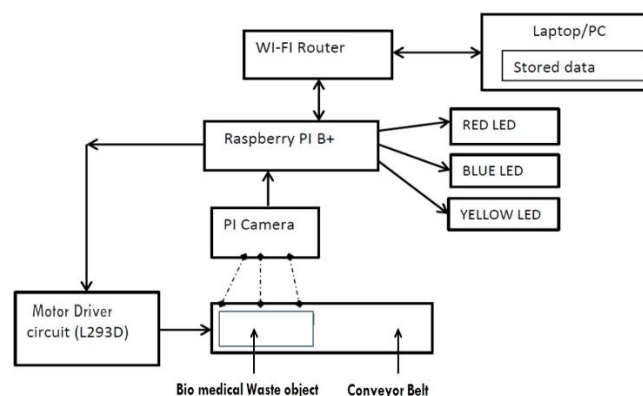 Laptop/PC
WI-FI Router
Stored data
RED LED
Raspberry PI B+
BLUE LED
YELLOW LED
PI Camera
Motor Driver
circuit (L293D)
Bio medical Waste object
Conveyor Belt